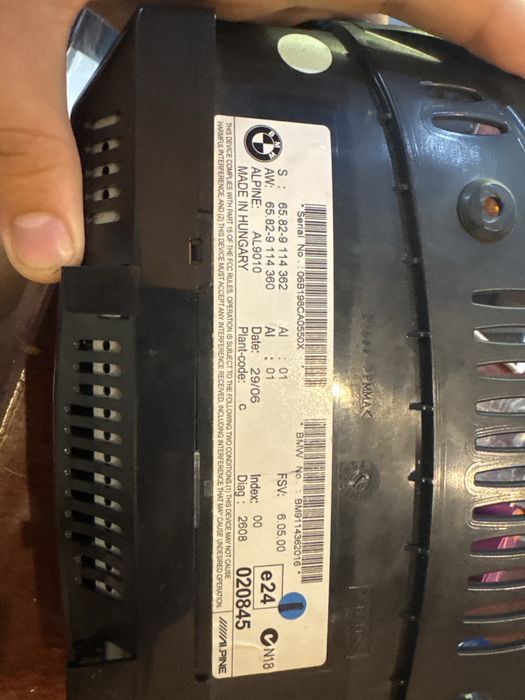 * Serial No.: 06B198CA0550X *
* BMW No.: BM9114362016 *
BMW
S : 65.82-9 114 362
AI : 01
FSV: 6.05.00
AW: 65.82-9 114 360
AI : 01
ALPINE: AL9010
Date: 29/06
Index: 00
MADE IN HUNGARY
Plant-code: c
Diag : 2608
e24
020845
N18
THIS DEVICE COMPLIES WITH PART 15 OF THE FCC RULES. OPERATION IS SUBJECT TO THE FOLLOWING TWO CONDITIONS:(1) THIS DEVICE MAY NOT CAUSE
HARMFUL INTERFERENCE, AND (2) THIS DEVICE MUST ACCEPT ANY INTERFERENCE RECEIVED, INCLUDING INTERFERENCE THAT MAY CAUSE UNDESIRED OPERATION.
ALPINE